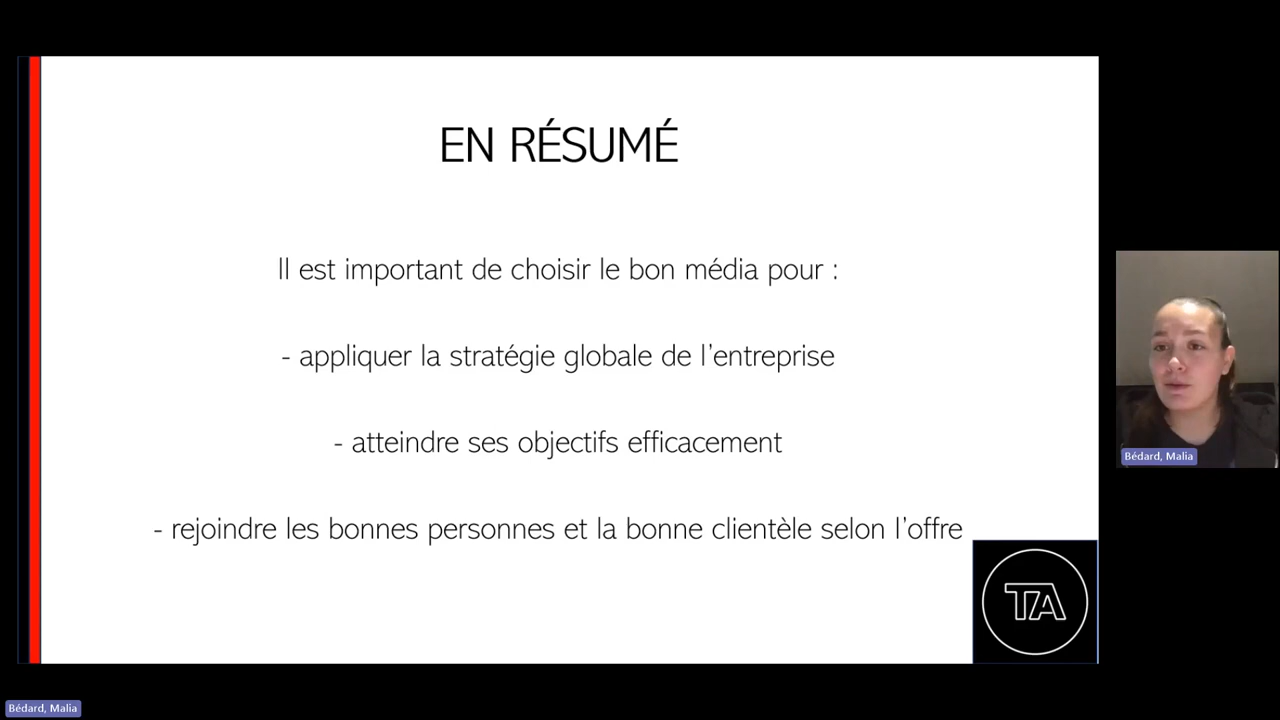 EN RÉSUMÉ
Il est important de choisir le bon média pour :
- appliquer la stratégie globale de l'entreprise
- atteindre ses objectifs efficacement
- rejoindre les bonnes personnes et la bonne clientèle selon l'offre
TA
Bédard, Malia
Bédard, Malia